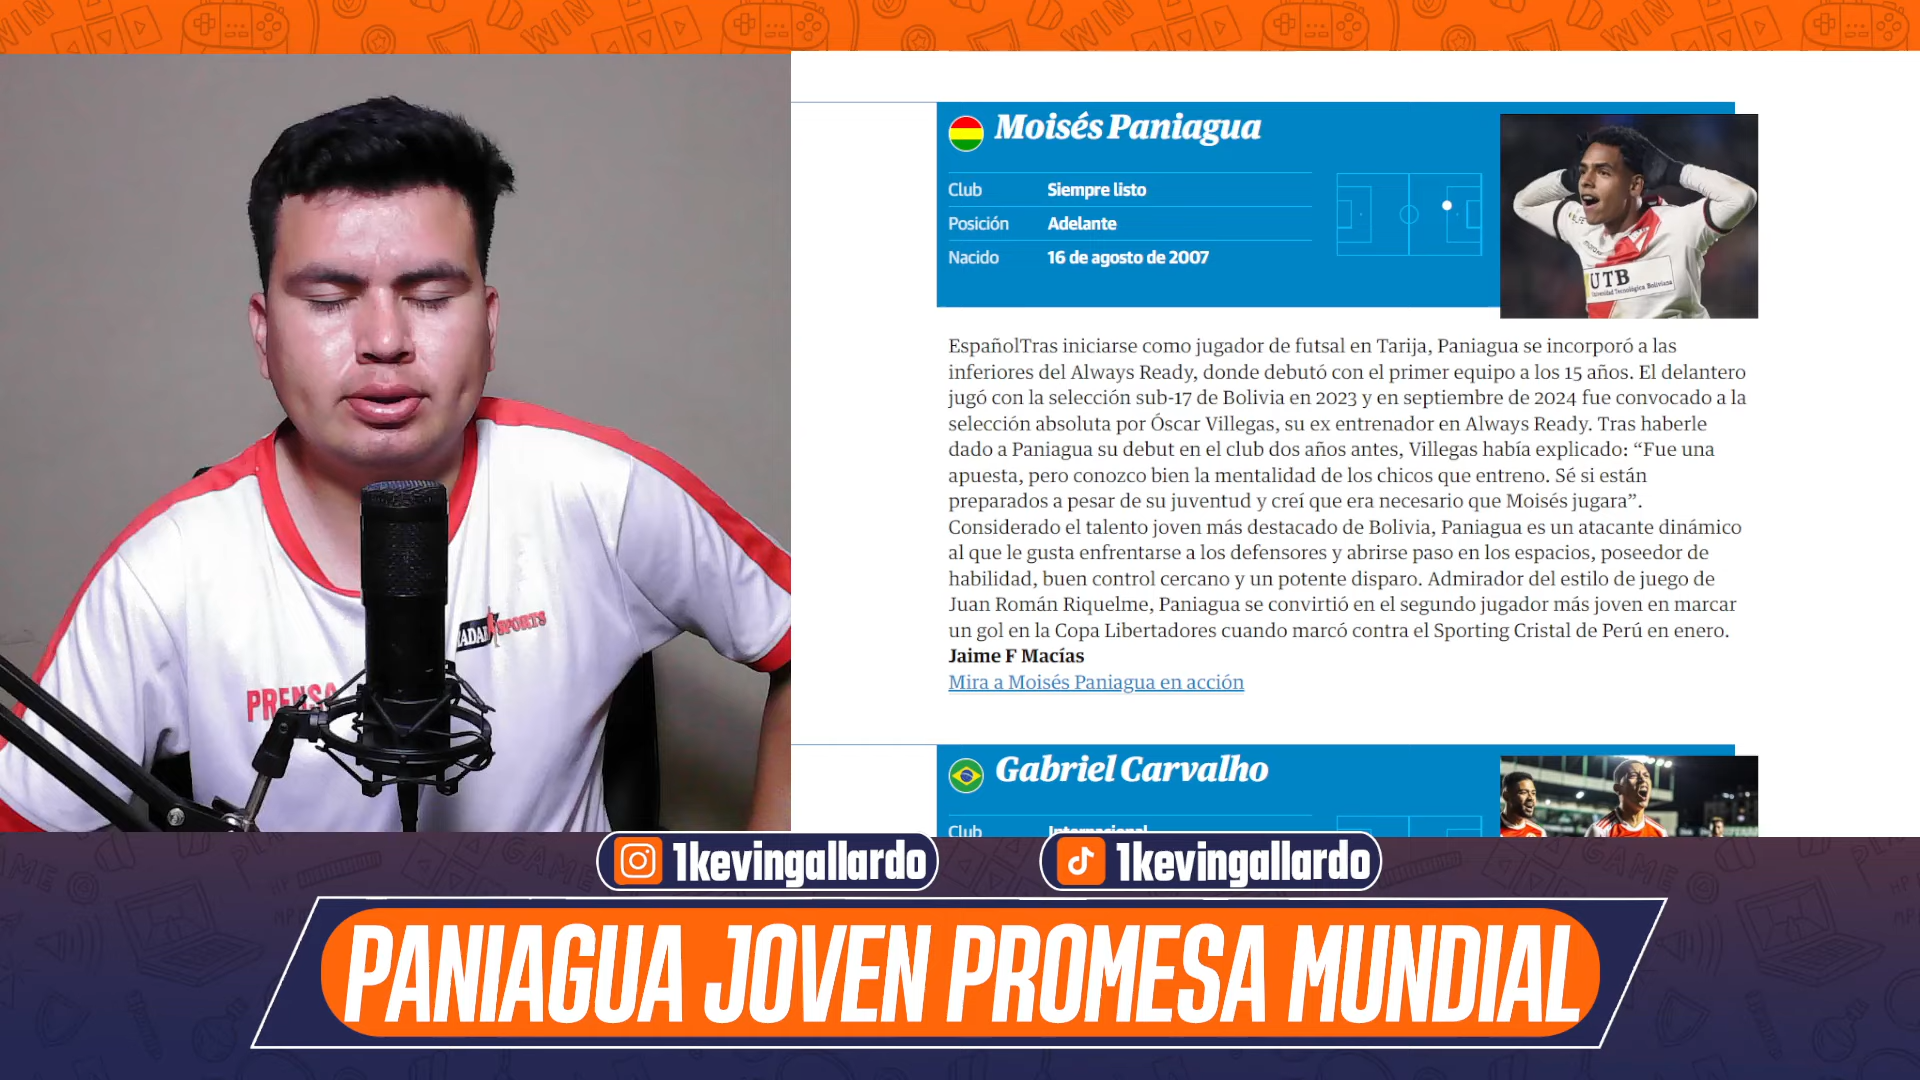 Moisés Paniagua
Club Siempre listo
Posición Adelante
Nacido 16 de agosto de 2007
UTB
EspañolTras iniciarse como jugador de futsal en Tarija, Paniagua se incorporó a las
inferiores del Always Ready, donde debutó con el primer equipo a los 15 años. El delantero
jugó con la selección sub-17 de Bolivia en 2023 y en septiembre de 2024 fue convocado a la
selección absoluta por Óscar Villegas, su ex entrenador en Always Ready. Tras haberle
dado a Paniagua su debut en el club dos años antes, Villegas había explicado: “Fue una
apuesta, pero conozco bien la mentalidad de los chicos que entreno. Sé si están
preparados a pesar de su juventud y creí que era necesario que Moisés jugara”.
Considerado el talento joven más destacado de Bolivia, Paniagua es un atacante dinámico
al que le gusta enfrentarse a los defensores y abrirse paso en los espacios, poseedor de
habilidad, buen control cercano y un potente disparo. Admirador del estilo de juego de
Juan Román Riquelme, Paniagua se convirtió en el segundo jugador más joven en marcar
un gol en la Copa Libertadores cuando marcó contra el Sporting Cristal de Perú en enero.
Jaime F Macías
Mira a Moisés Paniagua en acción
Gabriel Carvalho
Club Internacional
SPORTS
PRENSA
1kevingallardo
1kevingallardo
PANIAGUA JOVEN PROMESA MUNDIAL